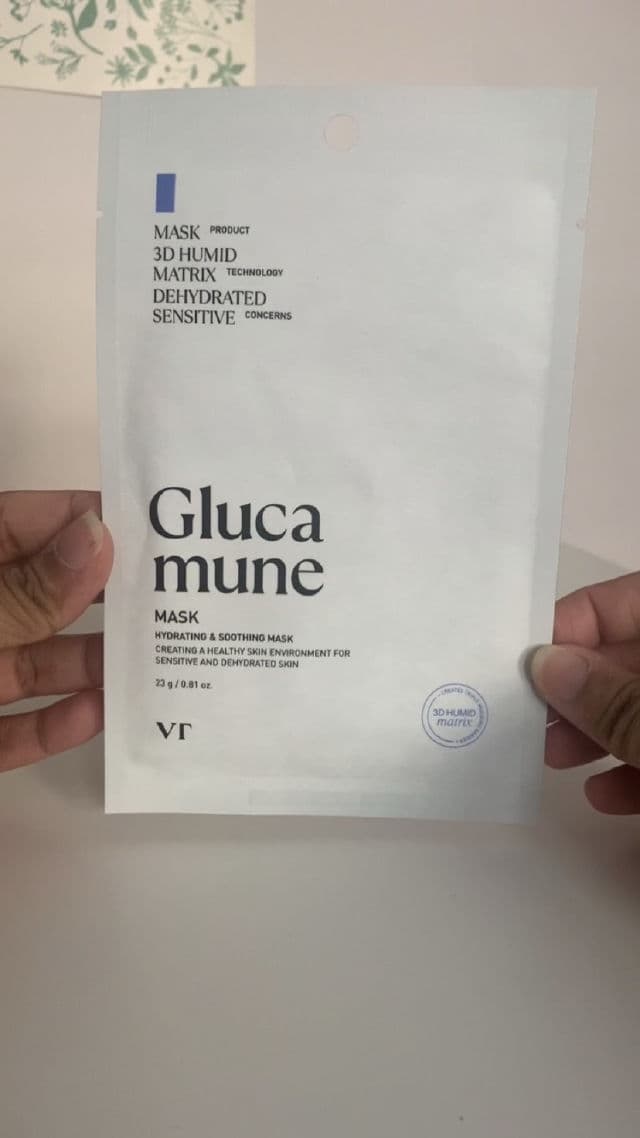 MASK PRODUCT
3D HUMID
MATRIX TECHNOLOGY
DEHYDRATED
SENSITIVE CONCERNS
Gluca
mune
MASK
HYDRATING & SOOTHING MASK
CREATING A HEALTHY SKIN ENVIRONMENT FOR
SENSITIVE AND DEHYDRATED SKIN
23 g / 0.81 oz.
VT
3D HUMID
matrix